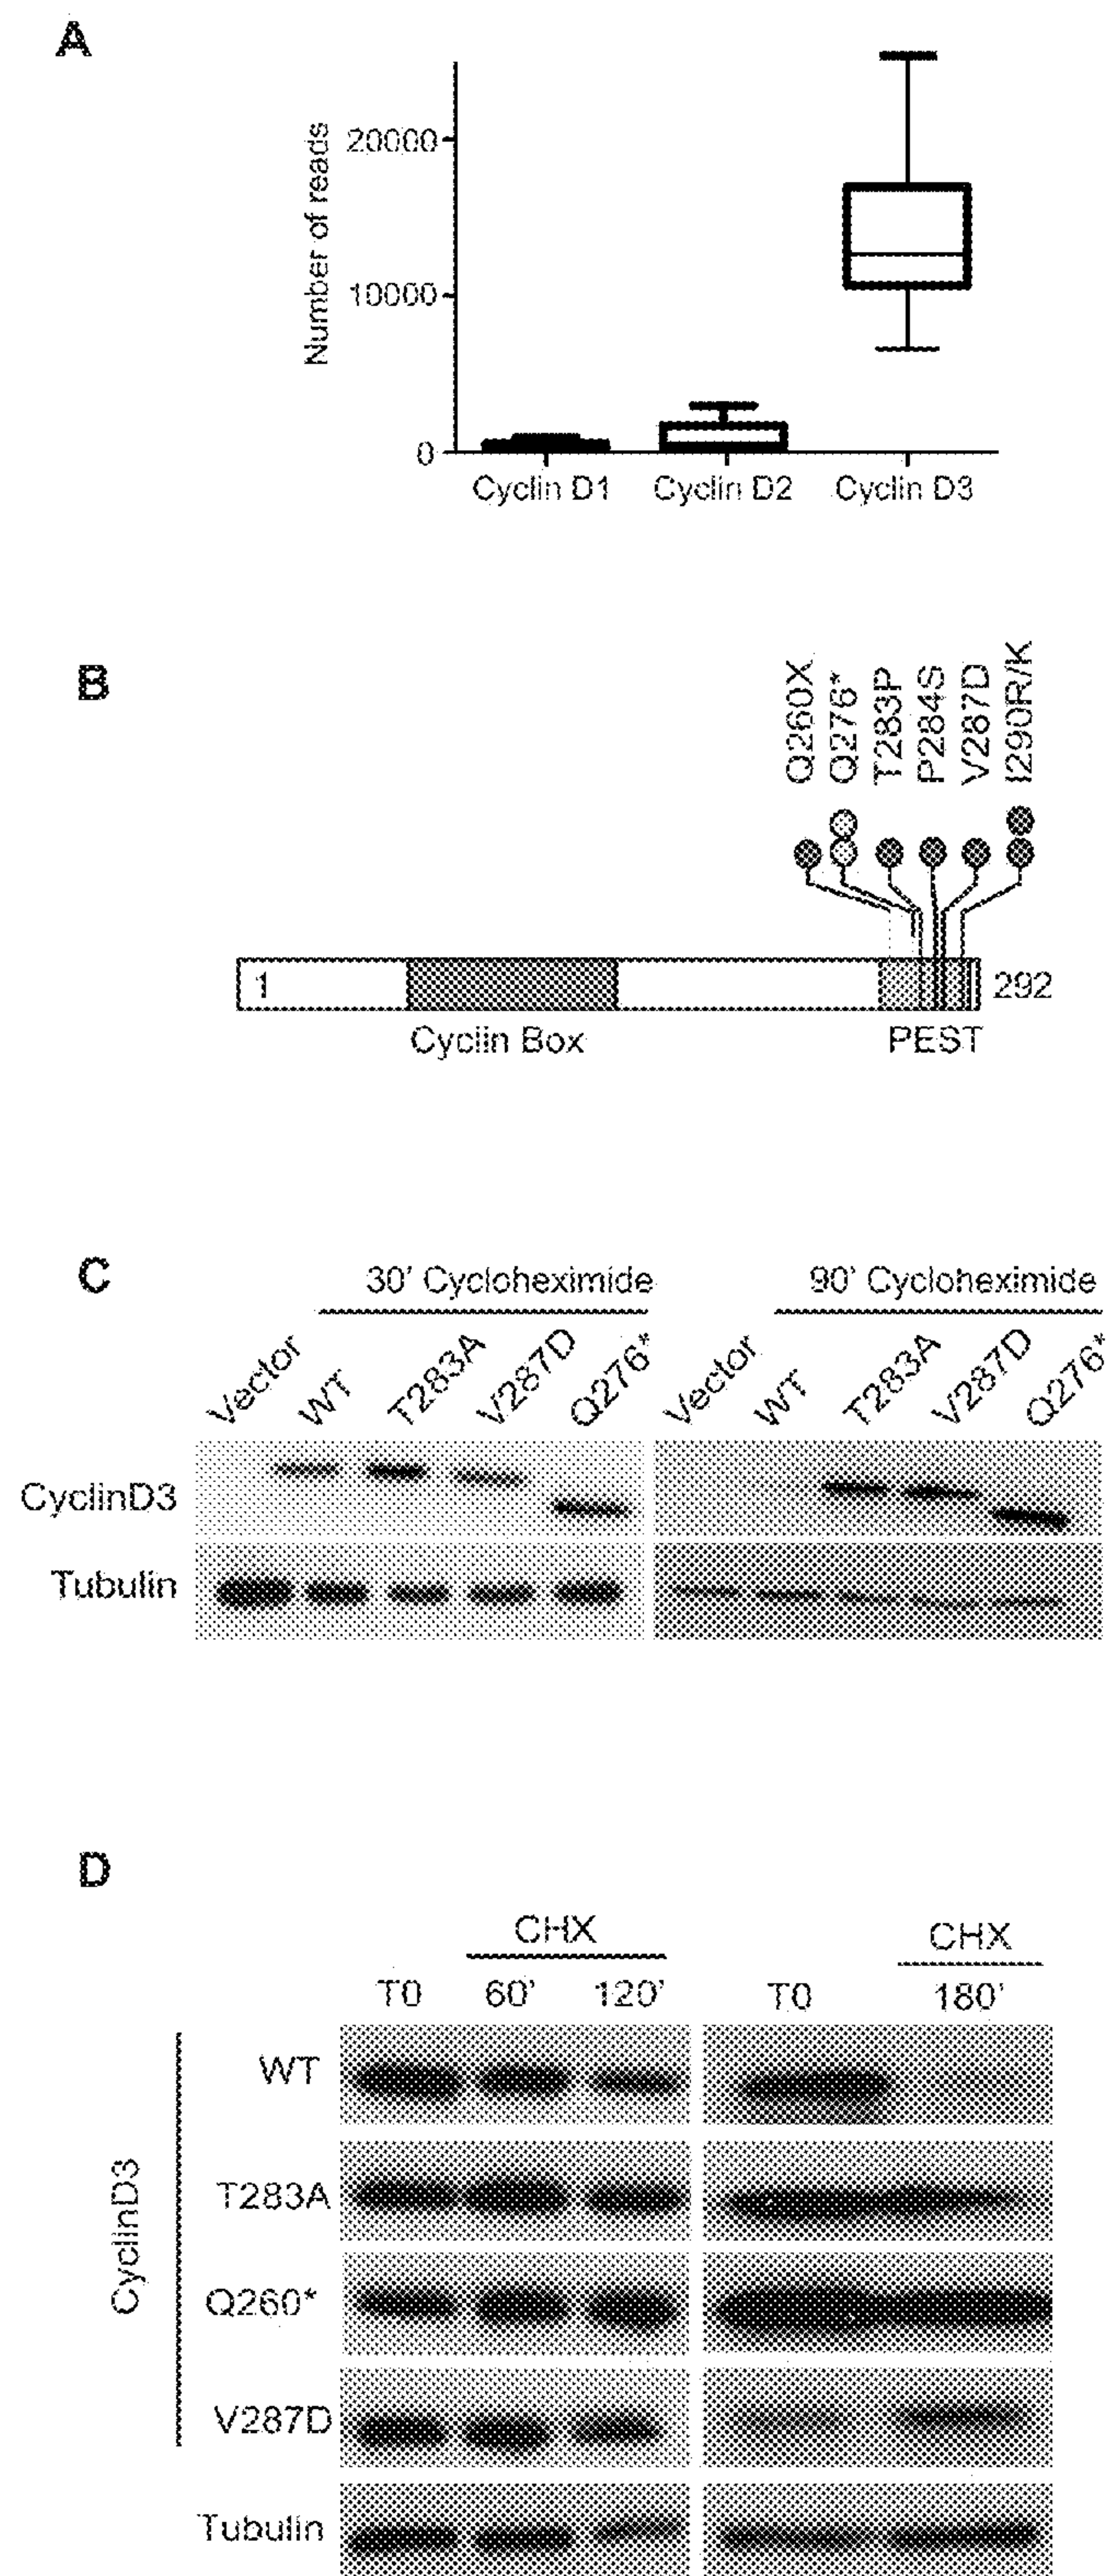 A
Number of reads
20000
10000
0
Cyclin D1 Cyclin D2 Cyclin D3
B
Q260X
Q276*
T283P
P284S
V287D
I290R/K
1
292
Cyclin Box
PEST
C
30' Cycloheximide
90' Cycloheximide
Vector WT T283A V287D Q276* Vector WT T283A V287D Q276*
CyclinD3
Tubulin
D
CHX
CHX
T0 60' 120' T0 180'
CyclinD3
WT
T283A
Q260*
V287D
Tubulin